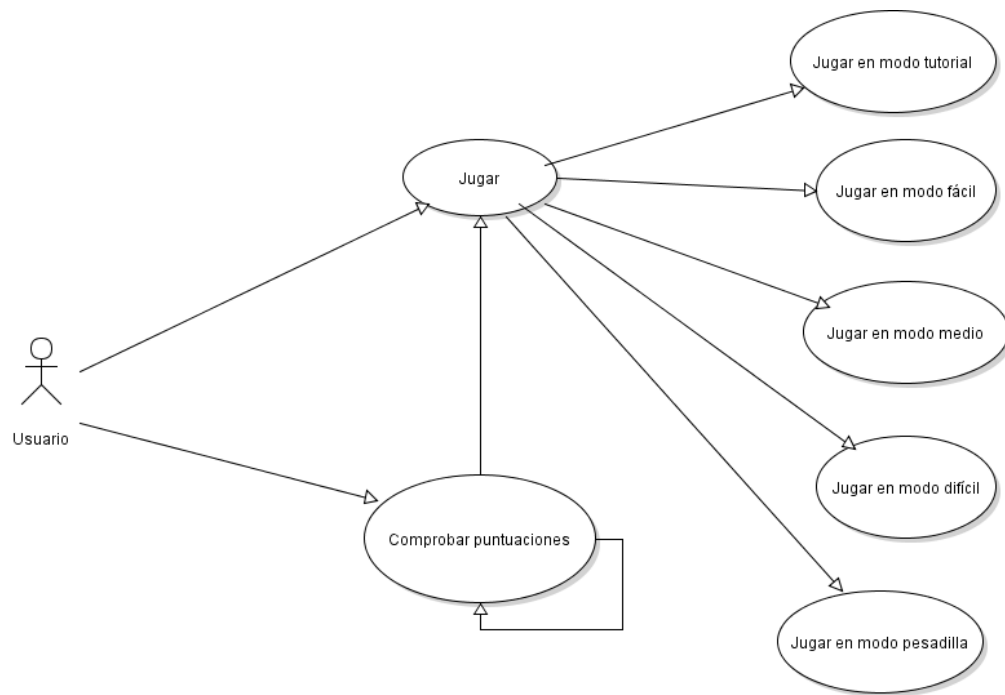 Jugar en modo tutorial
Jugar
Jugar en modo fácil
Jugar en modo medio
Usuario
Jugar en modo difícil
Comprobar puntuaciones
Jugar en modo pesadilla